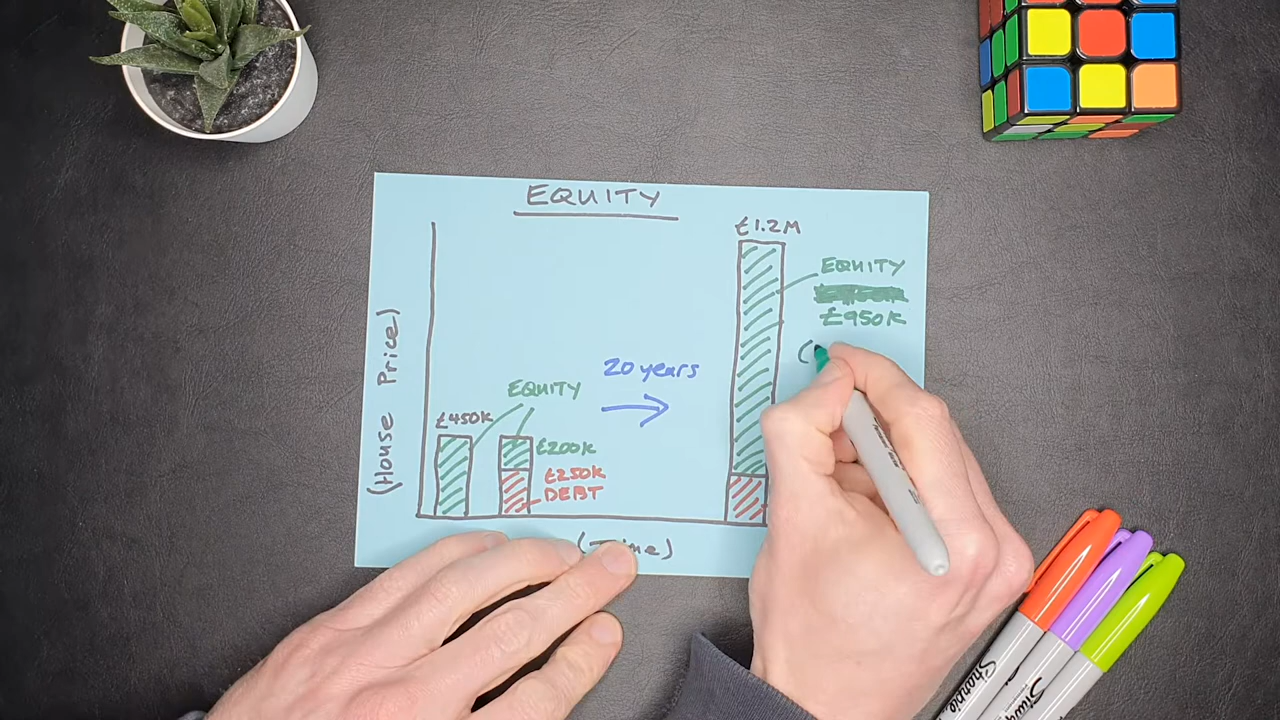 EQUITY
£1.2M
EQUITY
£950K
(
20 years
EQUITY
£450K
£200K
£250K
DEBT
(House Price)
(Time)
Sharpie